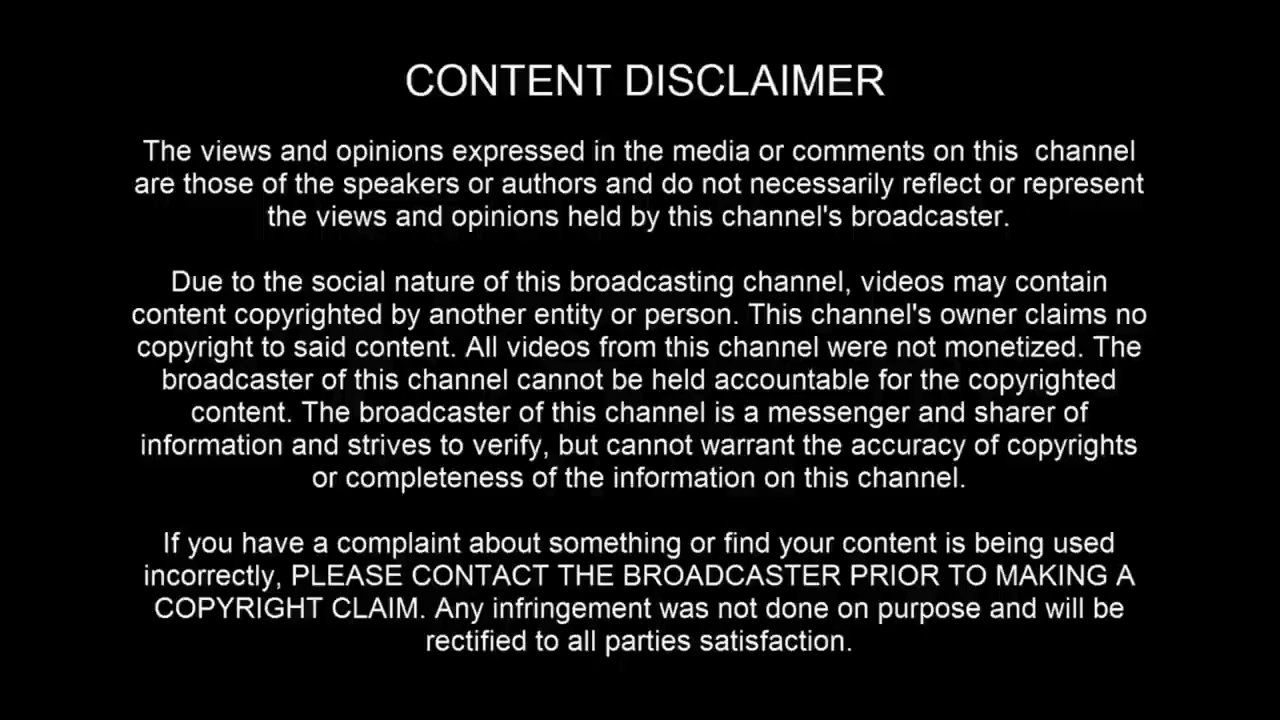 CONTENT DISCLAIMER
The views and opinions expressed in the media or comments on this  channel
are those of the speakers or authors and do not necessarily reflect or represent
the views and opinions held by this channel's broadcaster.
Due to the social nature of this broadcasting channel, videos may contain
content copyrighted by another entity or person. This channel's owner claims no
copyright to said content. All videos from this channel were not monetized. The
broadcaster of this channel cannot be held accountable for the copyrighted
content. The broadcaster of this channel is a messenger and sharer of
information and strives to verify, but cannot warrant the accuracy of copyrights
or completeness of the information on this channel.
If you have a complaint about something or find your content is being used
incorrectly, PLEASE CONTACT THE BROADCASTER PRIOR TO MAKING A
COPYRIGHT CLAIM. Any infringement was not done on purpose and will be
rectified to all parties satisfaction.